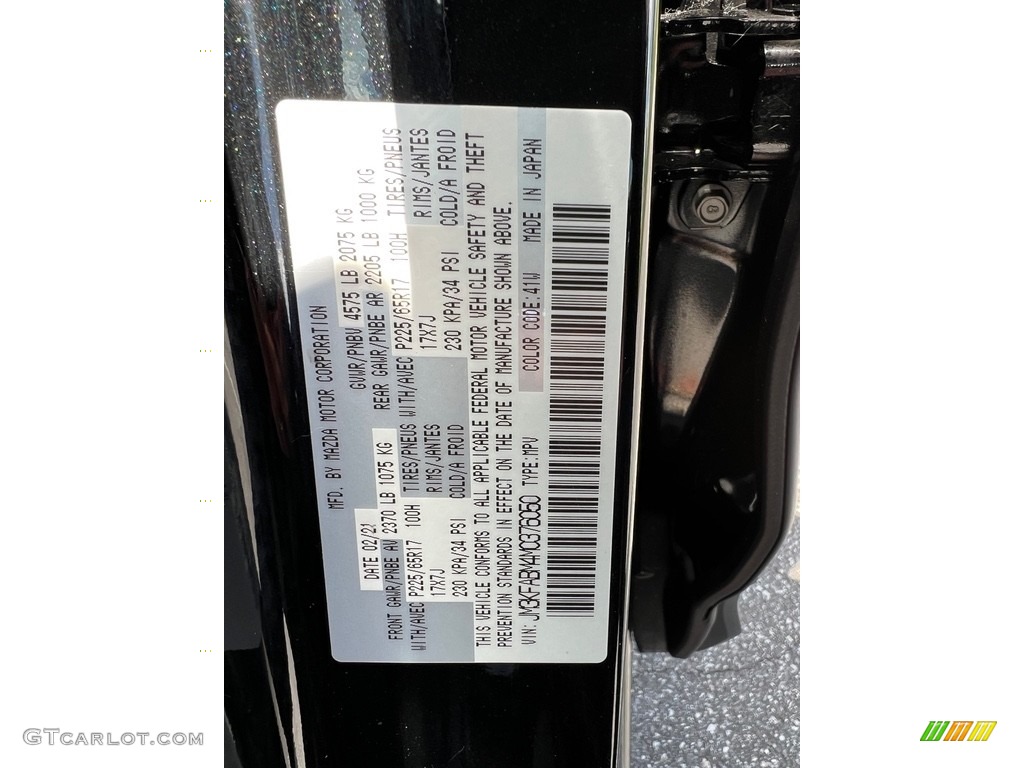 MFD. BY MAZDA MOTOR CORPORATION
DATE 02/21 GVWR/PNBV 4575 LB 2075 KG
FRONT GAWR/PNBE AV 2370 LB 1075 KG REAR GAWR/PNBE AR 2205 LB 1000 KG
WITH/AVEC P225/65R17 100H TIRES/PNEUS WITH/AVEC P225/65R17 100H TIRES/PNEUS
17X7J RIMS/JANTES 17X7J RIMS/JANTES
230 KPA/34 PSI COLD/A FROID 230 KPA/34 PSI COLD/A FROID
THIS VEHICLE CONFORMS TO ALL APPLICABLE FEDERAL MOTOR VEHICLE SAFETY AND THEFT
PREVENTION STANDARDS IN EFFECT ON THE DATE OF MANUFACTURE SHOWN ABOVE.
VIN: JM3KFABM4M0376050 TYPE:MPV COLOR CODE:41W MADE IN JAPAN
8
GTCarLot.com